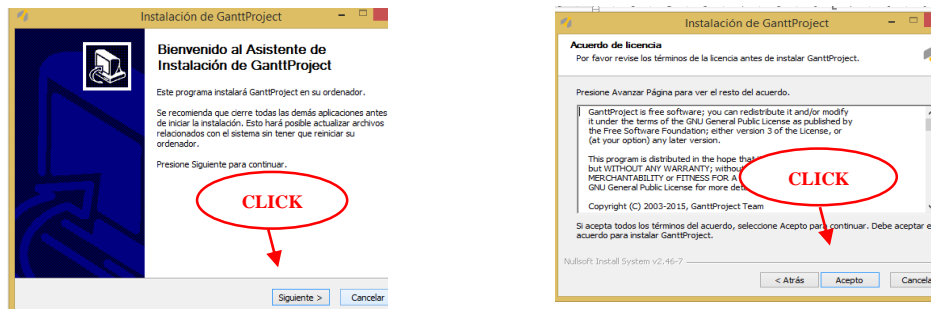 Instalación de GanttProject
Bienvenido al Asistente de
Instalación de GanttProject
Este programa instalará GanttProject en su ordenador.
Se recomienda que cierre todas las demás aplicaciones antes
de iniciar la instalación. Esto hará posible actualizar archivos
relacionados con el sistema sin tener que reiniciar su
ordenador.
Presione Siguiente para continuar.
CLICK
Siguiente >
Cancelar
Instalación de GanttProject
Acuerdo de licencia
Por favor revise los términos de la licencia antes de instalar GanttProject.
Presione Avanzar Página para ver el resto del acuerdo.
GanttProject is free software; you can redistribute it and/or modify
it under the terms of the GNU General Public License as published by
the Free Software Foundation; either version 3 of the License, or
(at your option) any later version.
This program is distributed in the hope
but WITHOUT ANY WARRANTY;
MERCHANTABILITY or FITNESS FOR A
GNU General Public License for more
Copyright (C) 2003-2015, GanttProject Team
CLICK
Si acepta todos los términos del acuerdo, seleccione Acepto para continuar. Debe aceptar
acuerdo para instalar GanttProject.
Nullsoft Install System v2.46-7
< Atrás
Acepto
Cancela